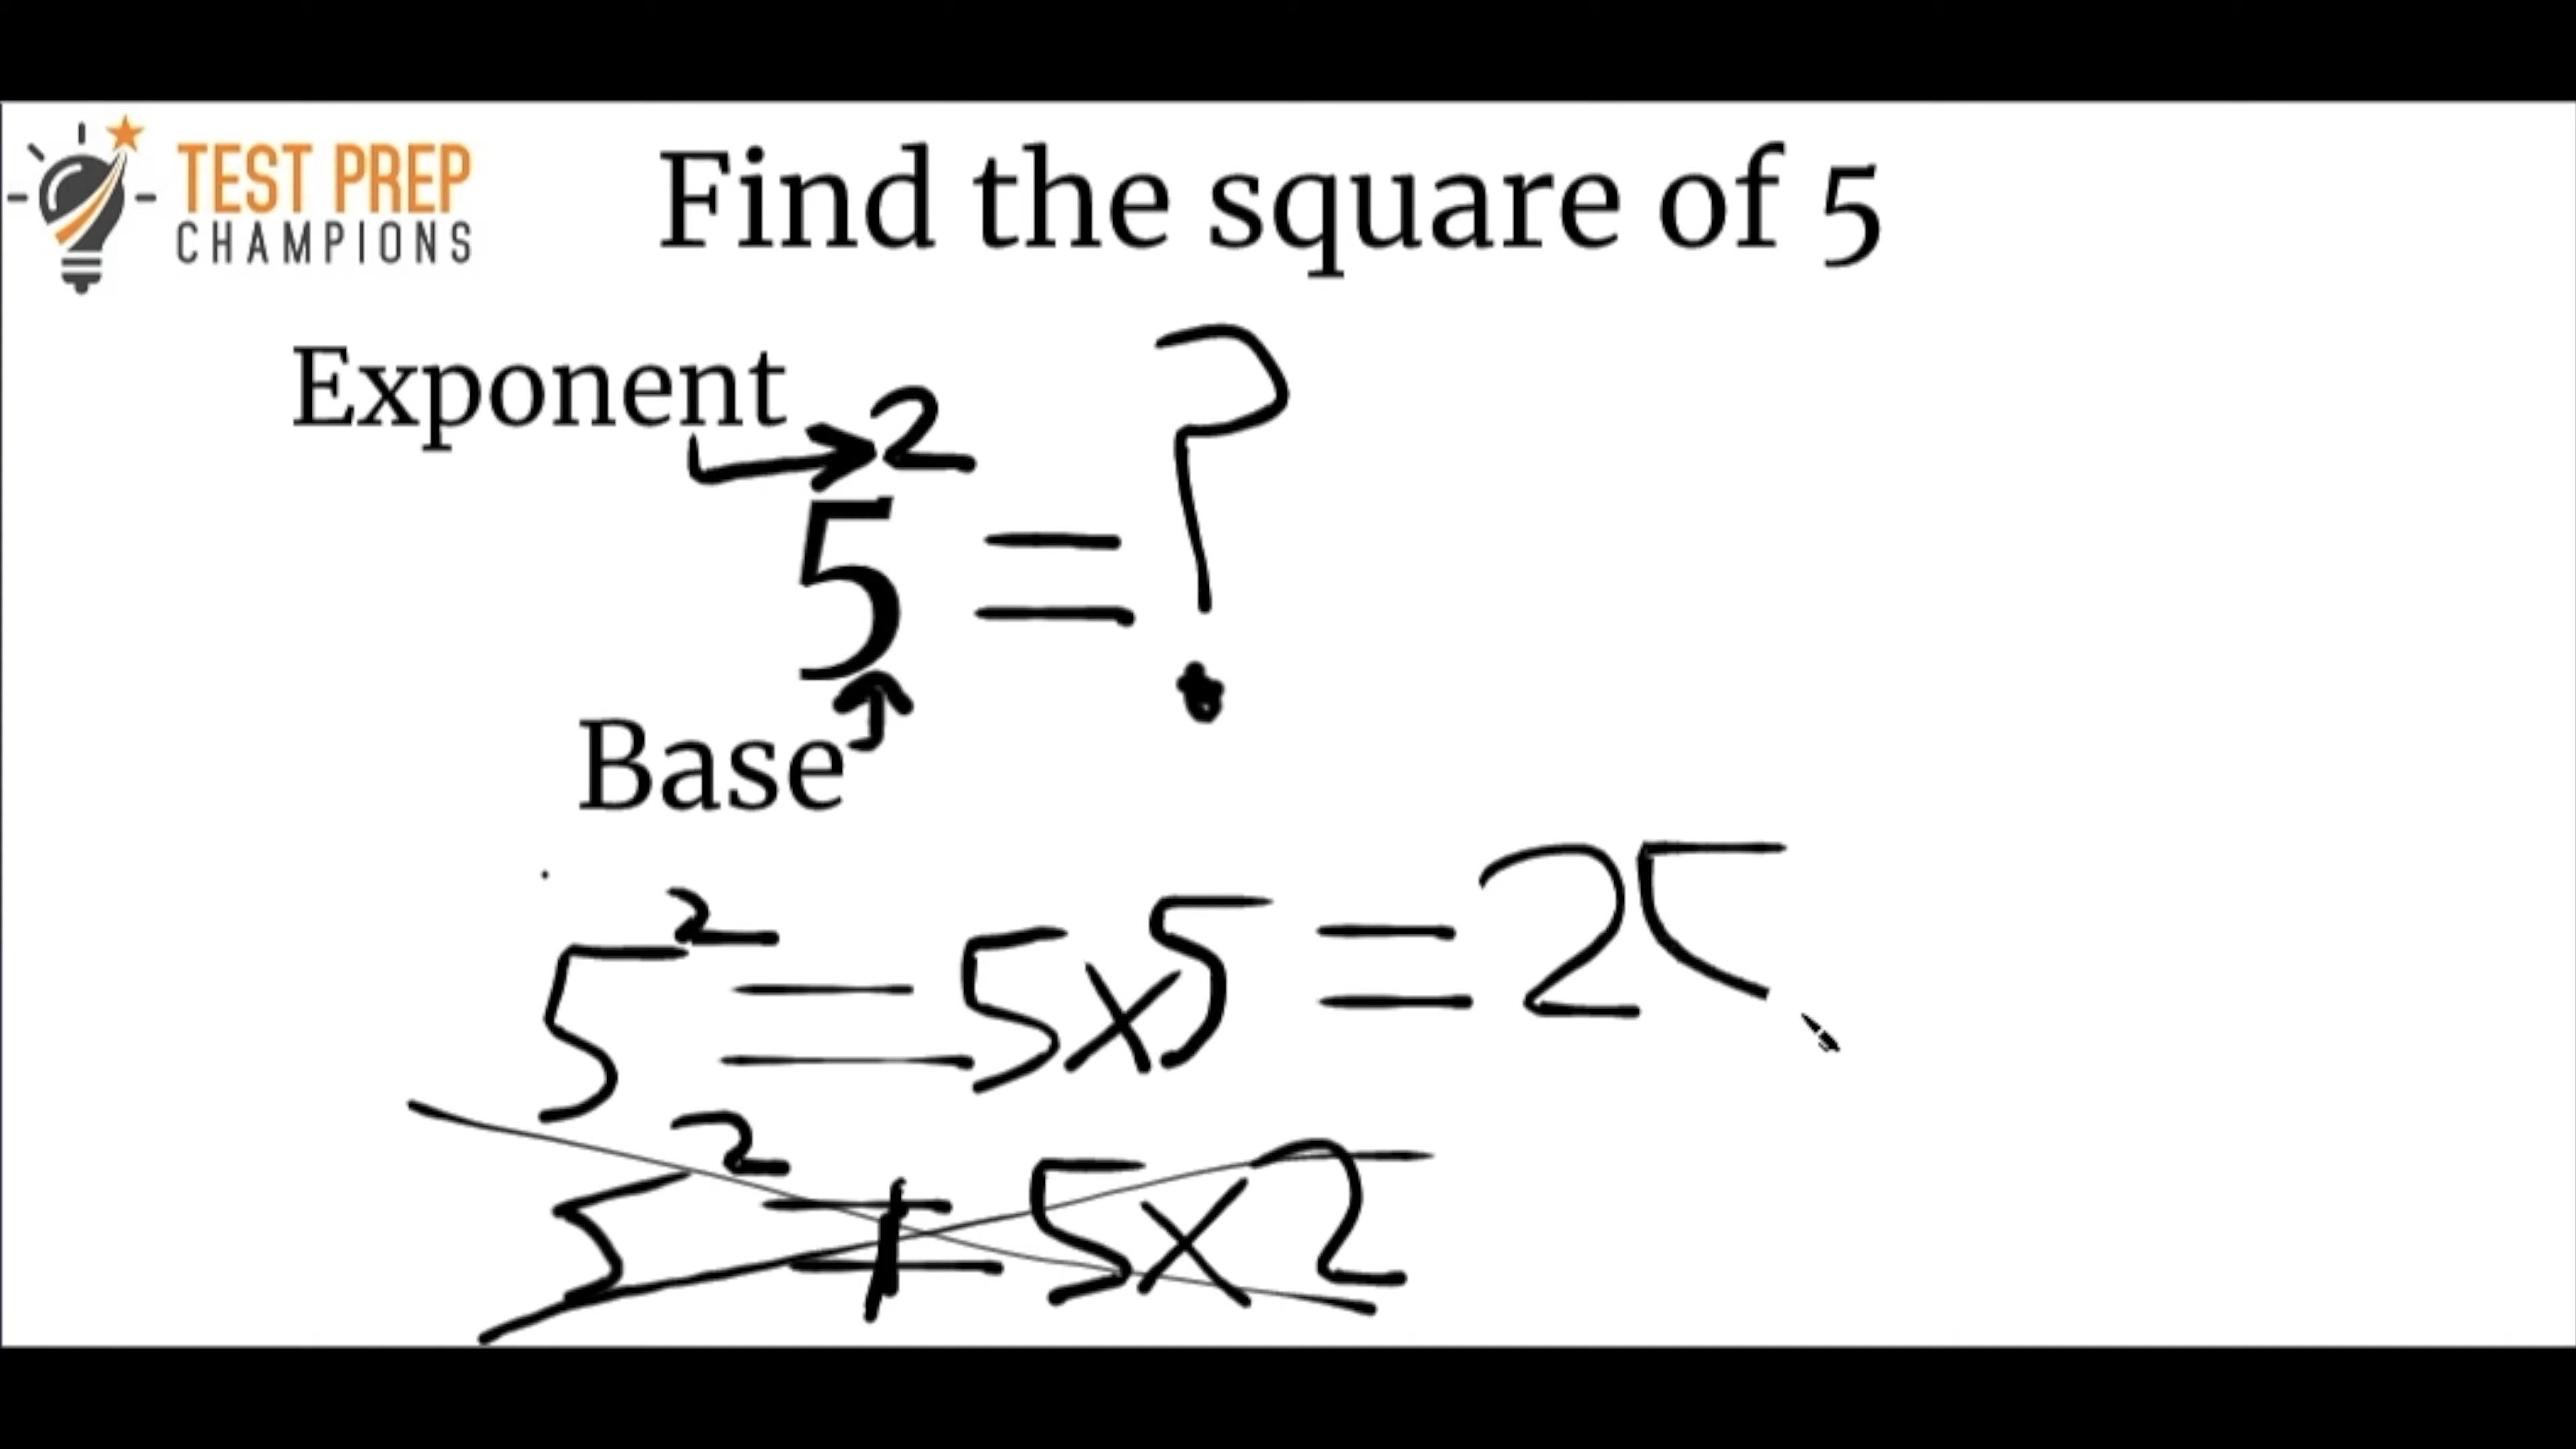 TEST PREP
CHAMPIONS
Find the square of 5
Exponent
5² = ?
Base
5² = 5x5 = 25
5² ≠ 5x2